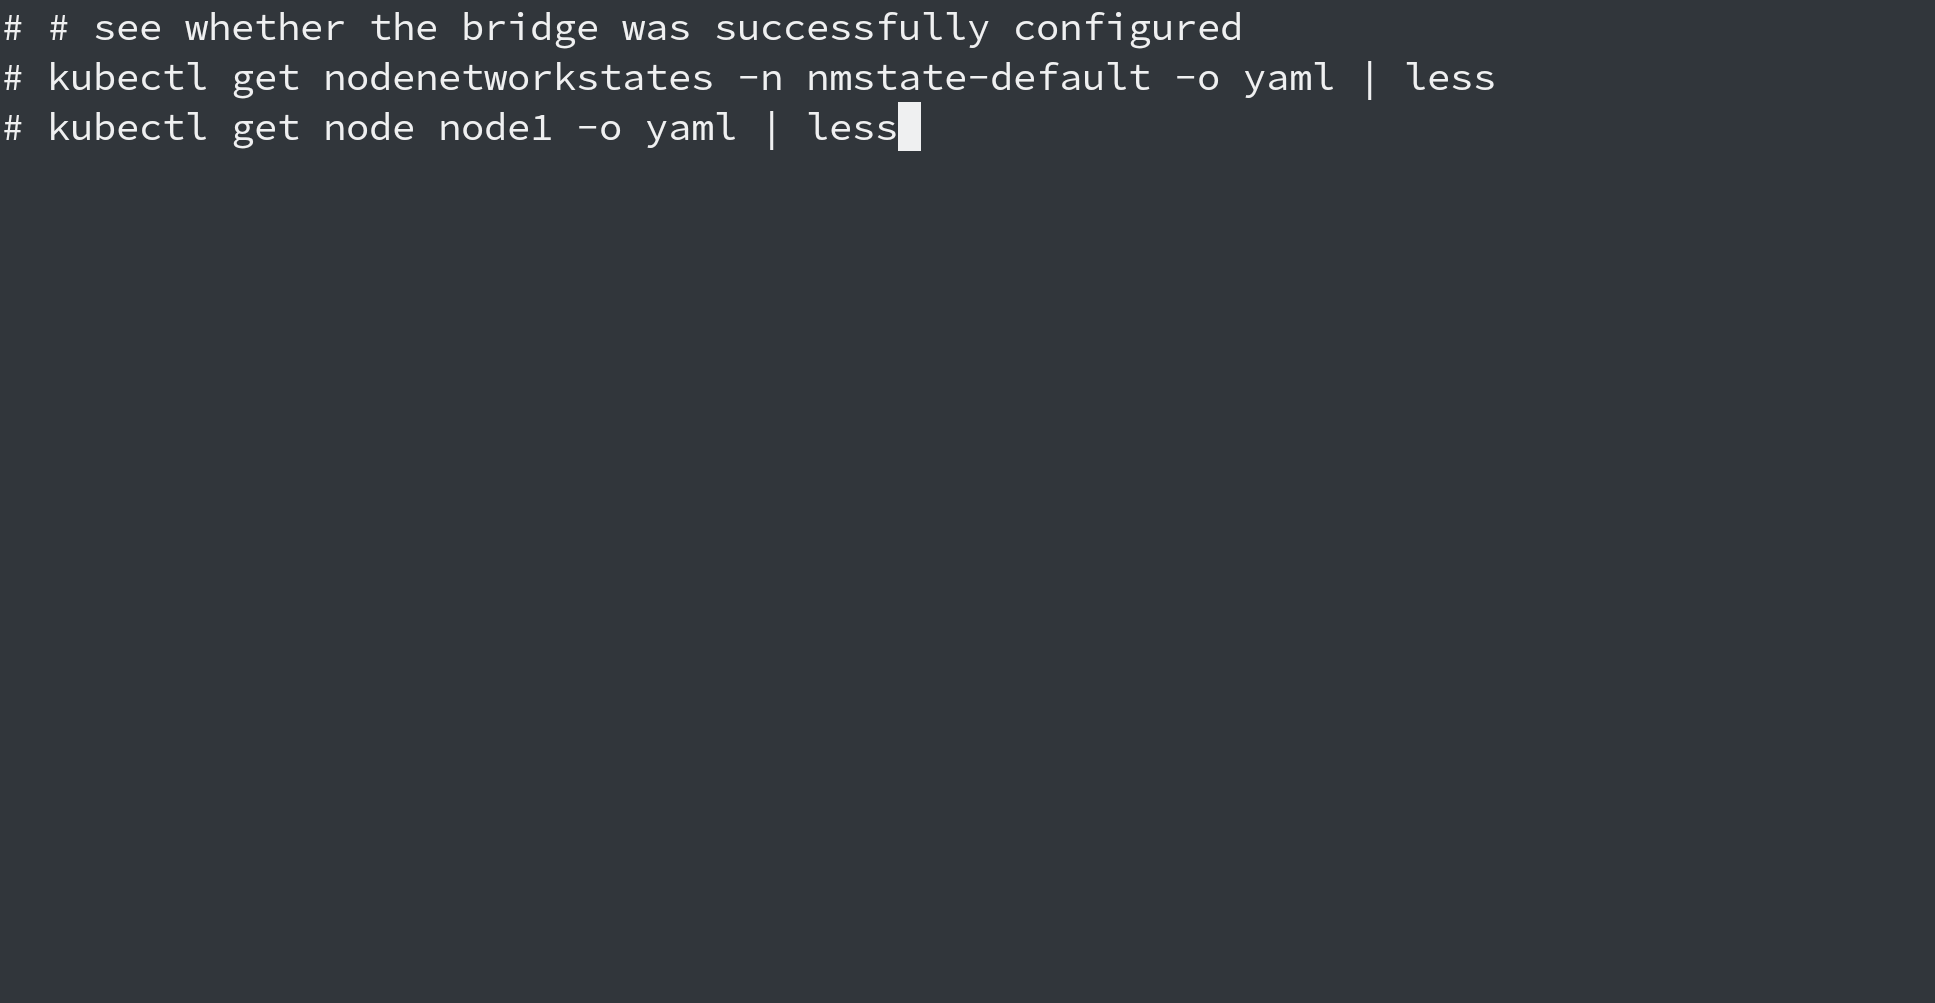 # # see whether the bridge was successfully configured
# kubectl get nodenetworkstates -n nmstate-default -o yaml | less
# kubectl get node node1 -o yaml | less